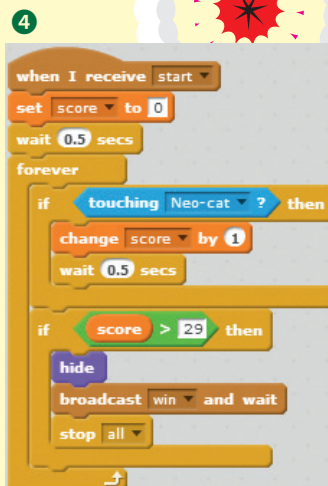 4
when I receive start
set score to 0
wait 0.5 secs
forever
if touching Neo-cat ? then
change score by 1
wait 0.5 secs
if score > 29 then
hide
broadcast win and wait
stop all